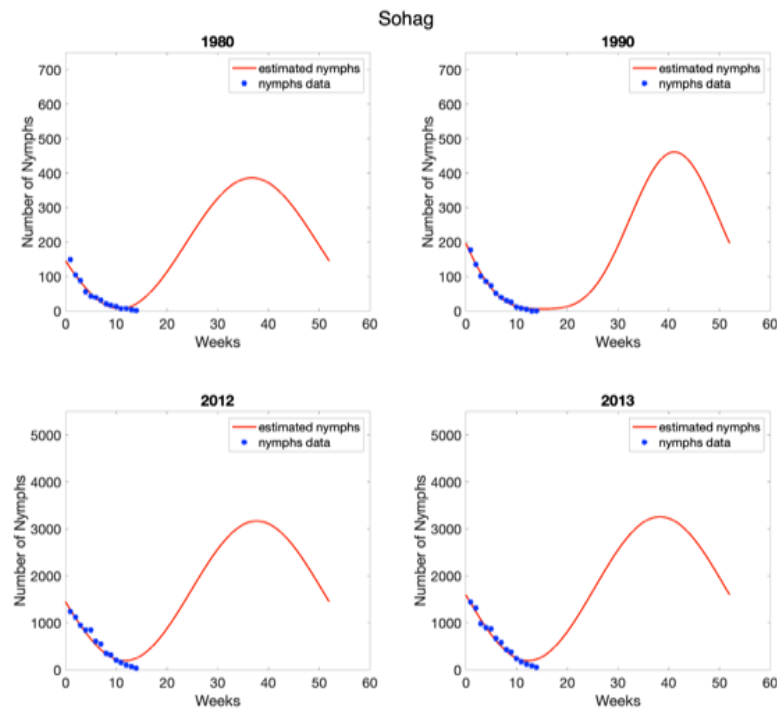 Sohag
1980
700
600
500
400
300
200
100
0
Number of Nymphs
0 10 20 30 40 50 60
Weeks
estimated nymphs
nymphs data
1990
700
600
500
400
300
200
100
0
Number of Nymphs
0 10 20 30 40 50 60
Weeks
estimated nymphs
nymphs data
2012
5000
4000
3000
2000
1000
0
Number of Nymphs
0 10 20 30 40 50 60
Weeks
estimated nymphs
nymphs data
2013
5000
4000
3000
2000
1000
0
Number of Nymphs
0 10 20 30 40 50 60
Weeks
estimated nymphs
nymphs data